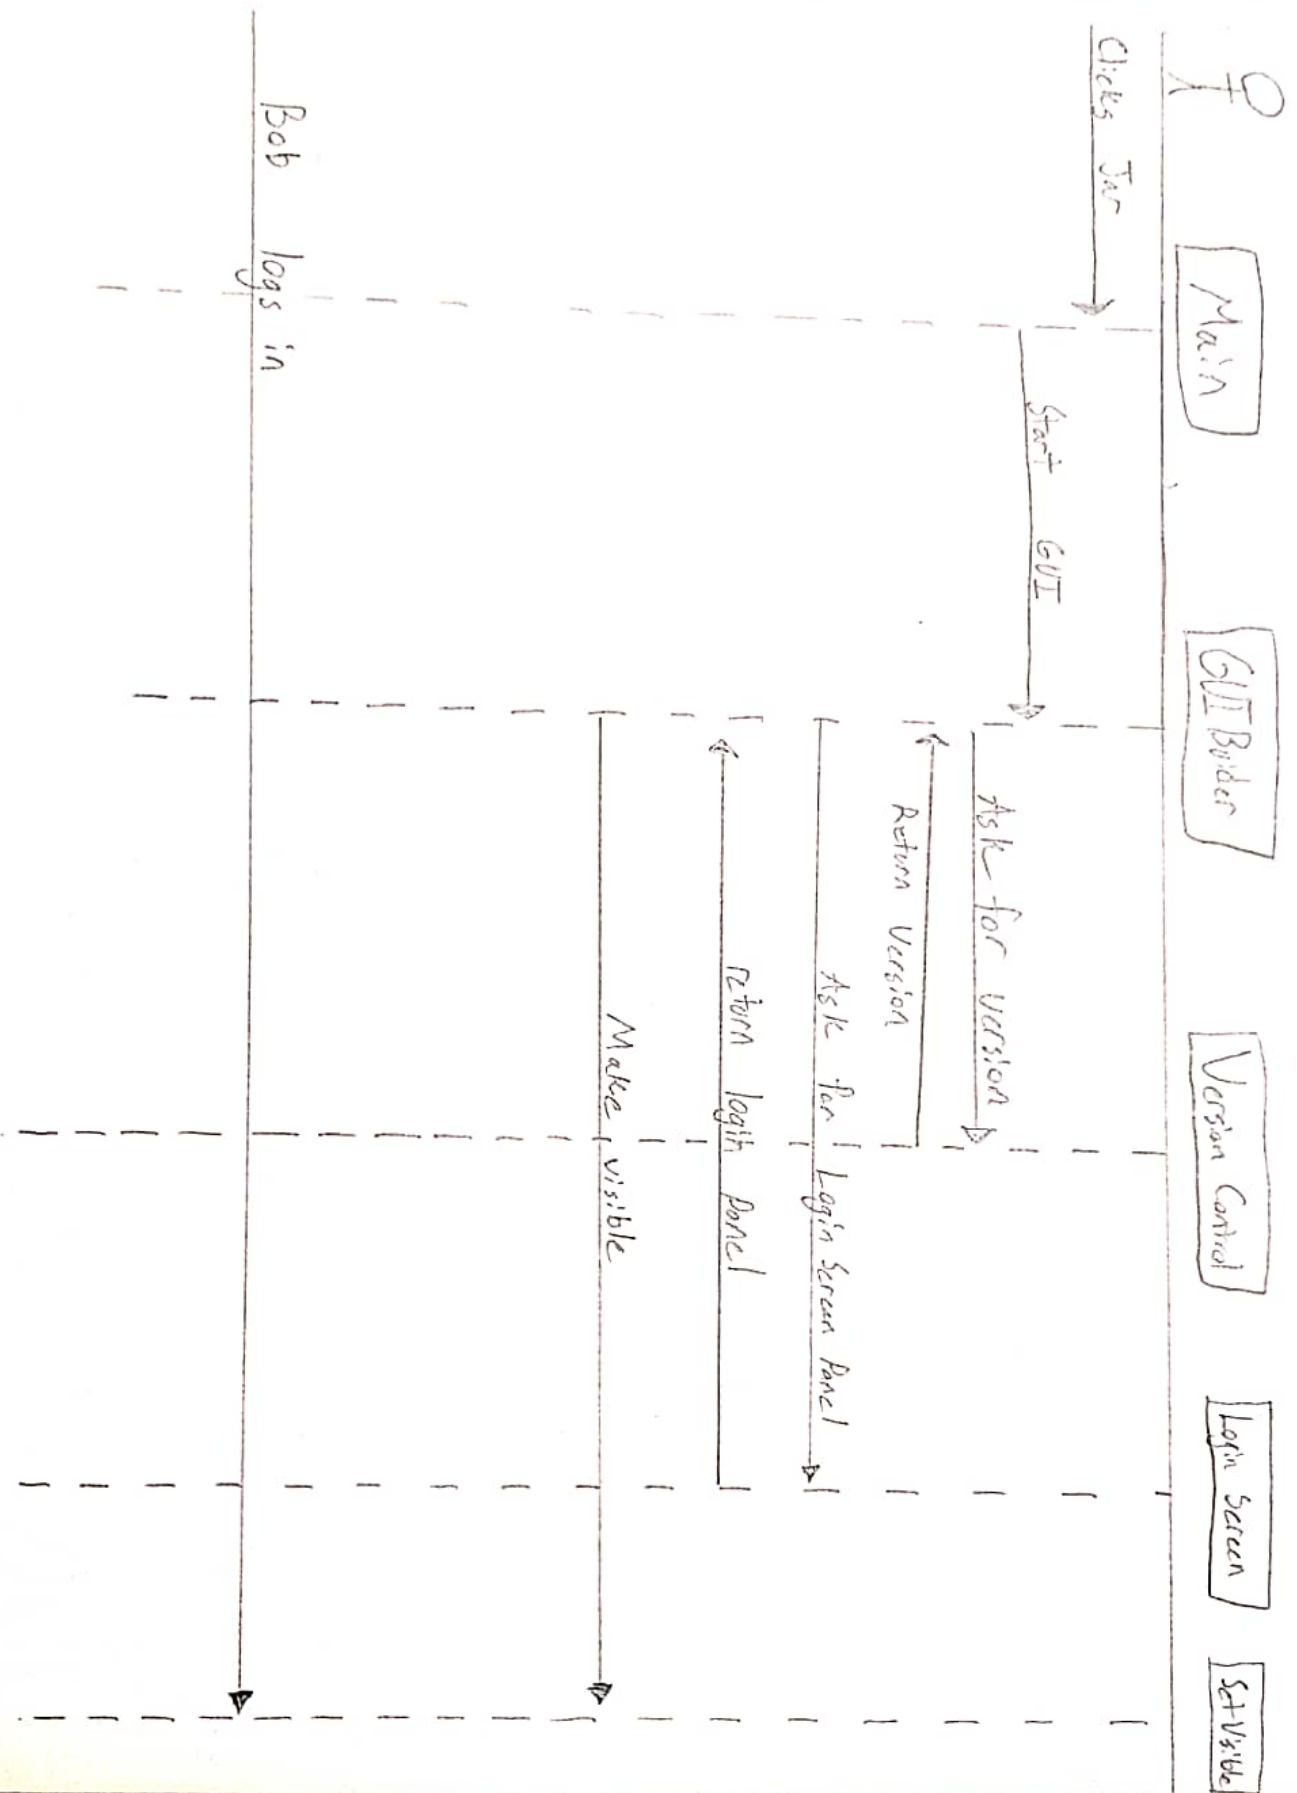 Main
GUI Buider
Version Control
Login Screen
Set Visible
Clicks Jar
Start GUI
Ask for version
Return Version
Ask for Login Screen Panel
return login panel
Make visible
Bob logs in